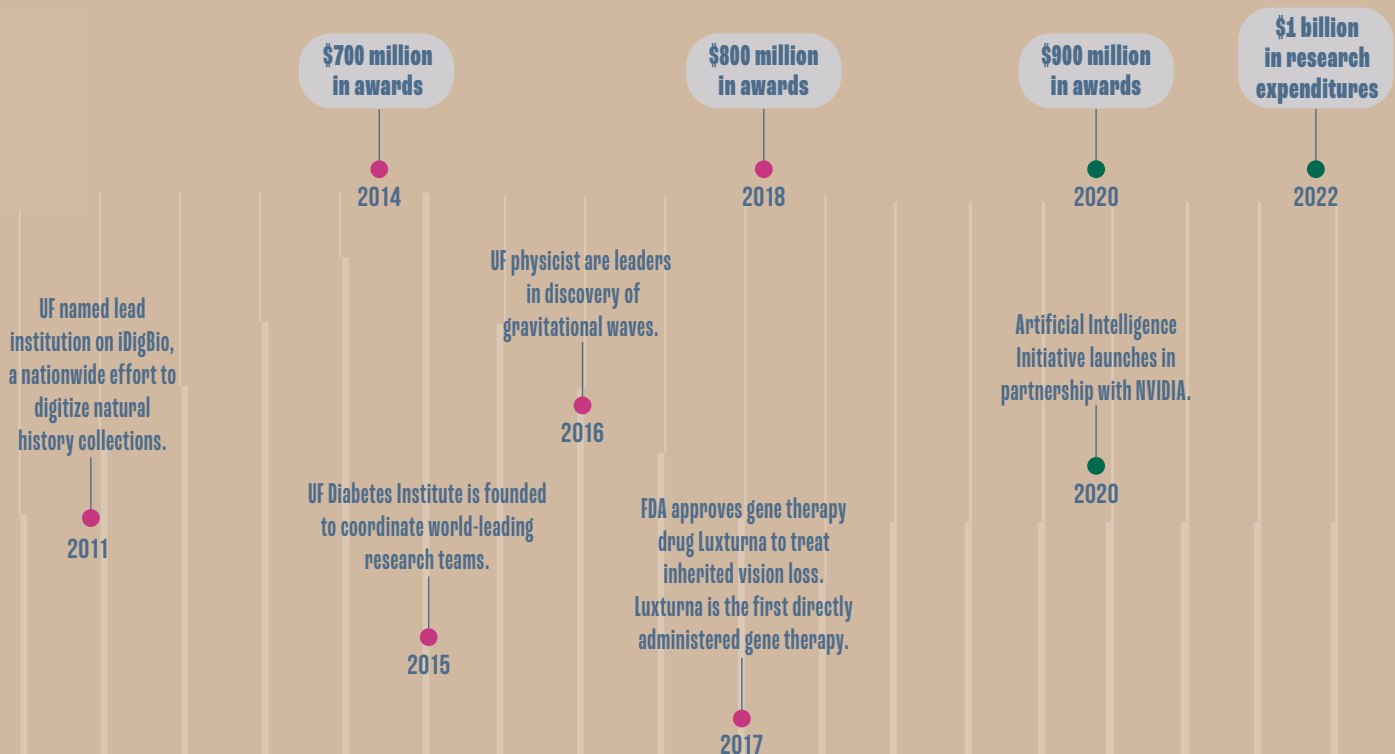 $700 million
in awards
2014
$800 million
in awards
2018
$900 million
in awards
2020
$1 billion
in research
expenditures
2022
UF named lead
institution on iDigBio,
a nationwide effort to
digitize natural
history collections.
2011
UF physicist are leaders
in discovery of
gravitational waves.
2016
Artificial Intelligence
Initiative launches in
partnership with NVIDIA.
2020
UF Diabetes Institute is founded
to coordinate world-leading
research teams.
2015
FDA approves gene therapy
drug Luxturna to treat
inherited vision loss.
Luxturna is the first directly
administered gene therapy.
2017